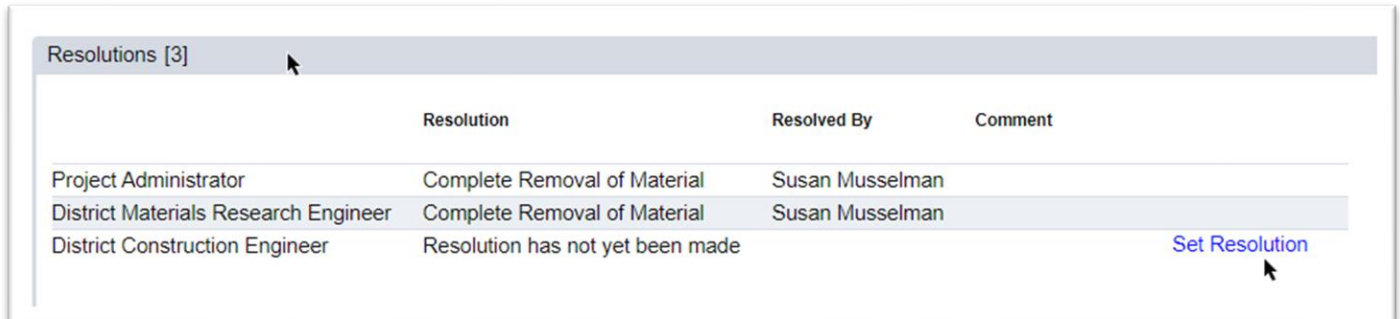 Resolutions [3]
Resolution Resolved By Comment
Project Administrator Complete Removal of Material Susan Musselman
District Materials Research Engineer Complete Removal of Material Susan Musselman
District Construction Engineer Resolution has not yet been made Set Resolution